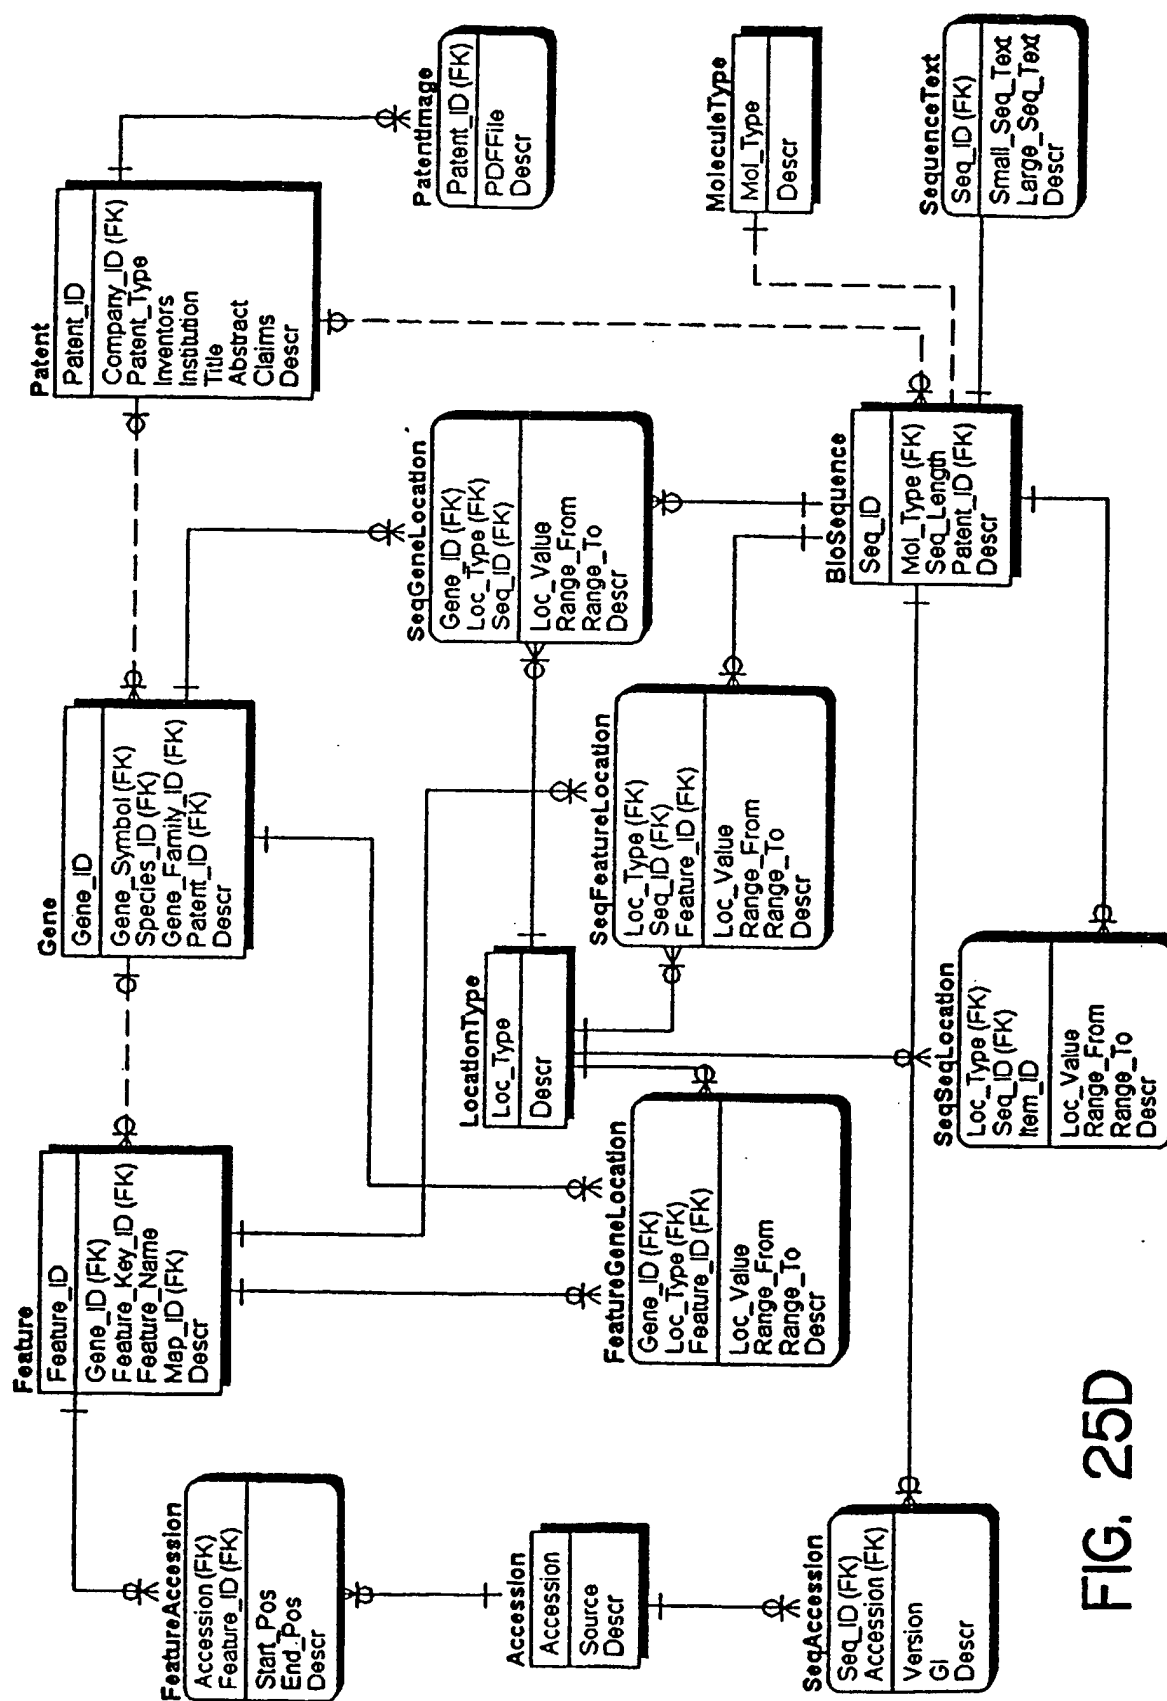 Patent
Patent_ID
Company_ID (FK)
Patent_Type
Inventors
Institution
Title
Abstract
Claims
Descr
PatentImage
Patent_ID (FK)
PDFFile
Descr
MoleculeType
Mol_Type
Descr
SequenceText
Seq_ID (FK)
Small_Seq_Text
Large_Seq_Text
Descr
Gene
Gene_ID
Gene_Symbol (FK)
Species_ID (FK)
Gene_Family_ID (FK)
Patent_ID (FK)
Descr
SeqGeneLocation
Gene_ID (FK)
Loc_Type (FK)
Seq_ID (FK)
Loc_Value
Range_From
Range_To
Descr
BioSequence
Seq_ID
Mol_Type (FK)
Seq_Length
Patent_ID (FK)
Descr
SeqFeatureLocation
Loc_Type (FK)
Seq_ID (FK)
Feature_ID (FK)
Loc_Value
Range_From
Range_To
Descr
LocationType
Loc_Type
Descr
SeqSeqLocation
Loc_Type (FK)
Seq_ID (FK)
Item_ID
Loc_Value
Range_From
Range_To
Descr
Feature
Feature_ID
Gene_ID (FK)
Feature_Key_ID (FK)
Feature_Name
Map_ID (FK)
Descr
FeatureGeneLocation
Gene_ID (FK)
Loc_Type (FK)
Feature_ID (FK)
Loc_Value
Range_From
Range_To
Descr
FeatureAccession
Accession (FK)
Feature_ID (FK)
Start_Pos
End_Pos
Descr
Accession
Accession
Source
Descr
SeqAccession
Seq_ID (FK)
Accession (FK)
Version
GI
Descr
FIG. 25D